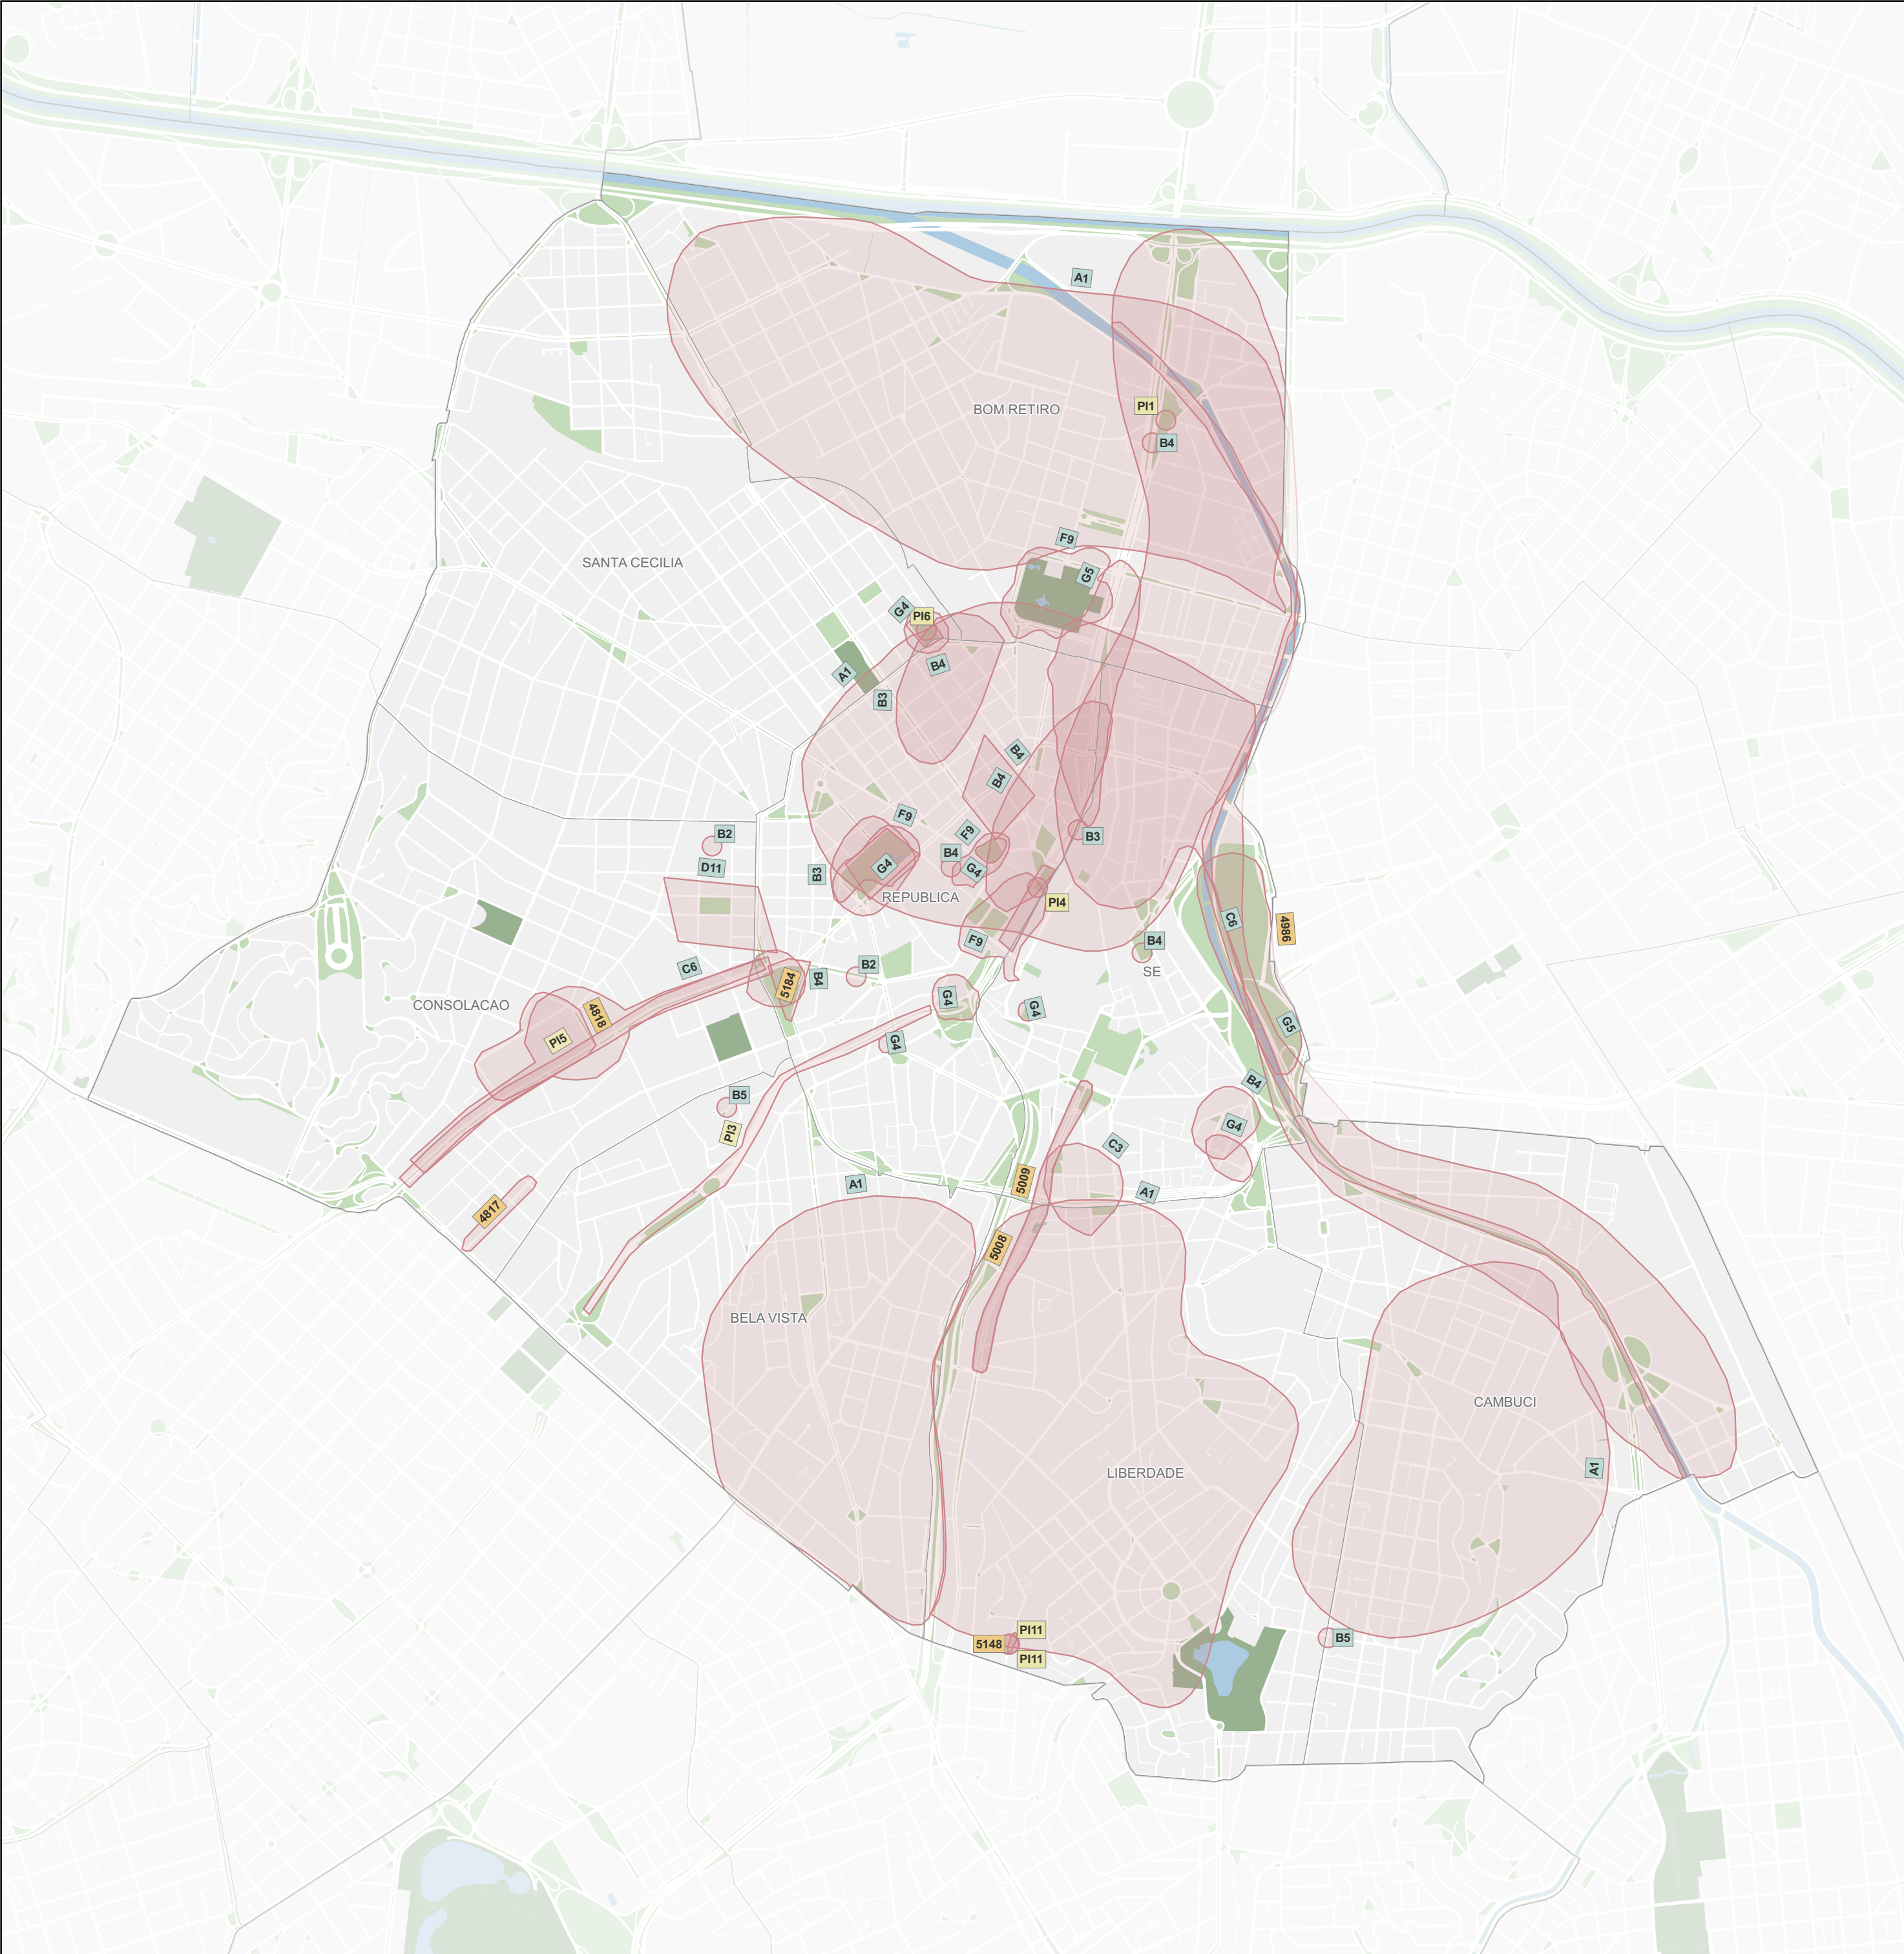 A1
BOM RETIRO
PI1
B4
F9
SANTA CECILIA
G5
G4
PI6
B4
A1
B3
B4
B4
F9
B2
F9
B3
B4
D11
G4
G4
B3
REPUBLICA
PI4
C6
4986
F9
B4
C6
B2
SE
B4
5184
CONSOLACAO
G4
4818
G4
G5
PI5
G4
B4
B5
G4
PI3
C3
5009
A1
A1
4817
5008
BELA VISTA
CAMBUCI
A1
LIBERDADE
PI11
B5
5148
PI11